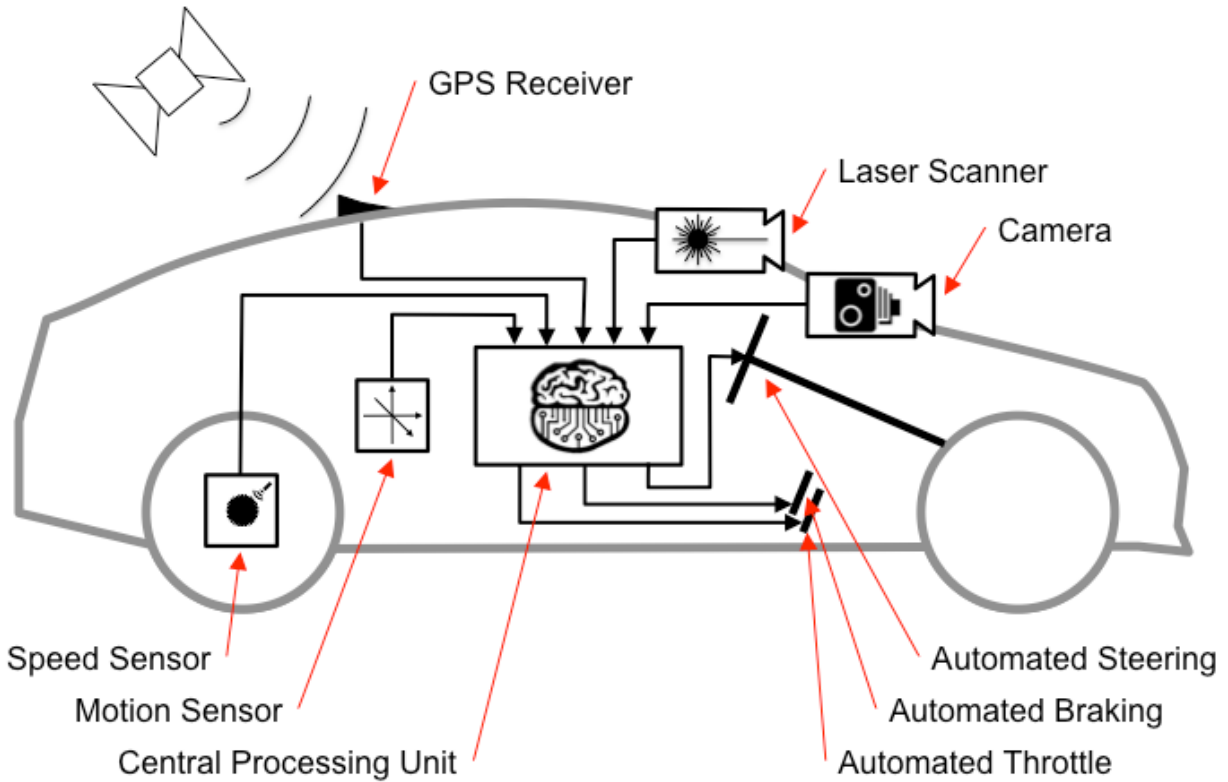 GPS Receiver
Laser Scanner
Camera
Speed Sensor
Motion Sensor
Central Processing Unit
Automated Steering
Automated Braking
Automated Throttle